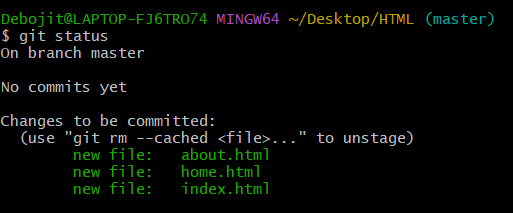 Debojit@LAPTOP-FJ6TRO74 MINGW64 ~/Desktop/HTML (master)
$ git status
On branch master
No commits yet
Changes to be committed:
  (use "git rm --cached <file>..." to unstage)
        new file:   about.html
        new file:   home.html
        new file:   index.html